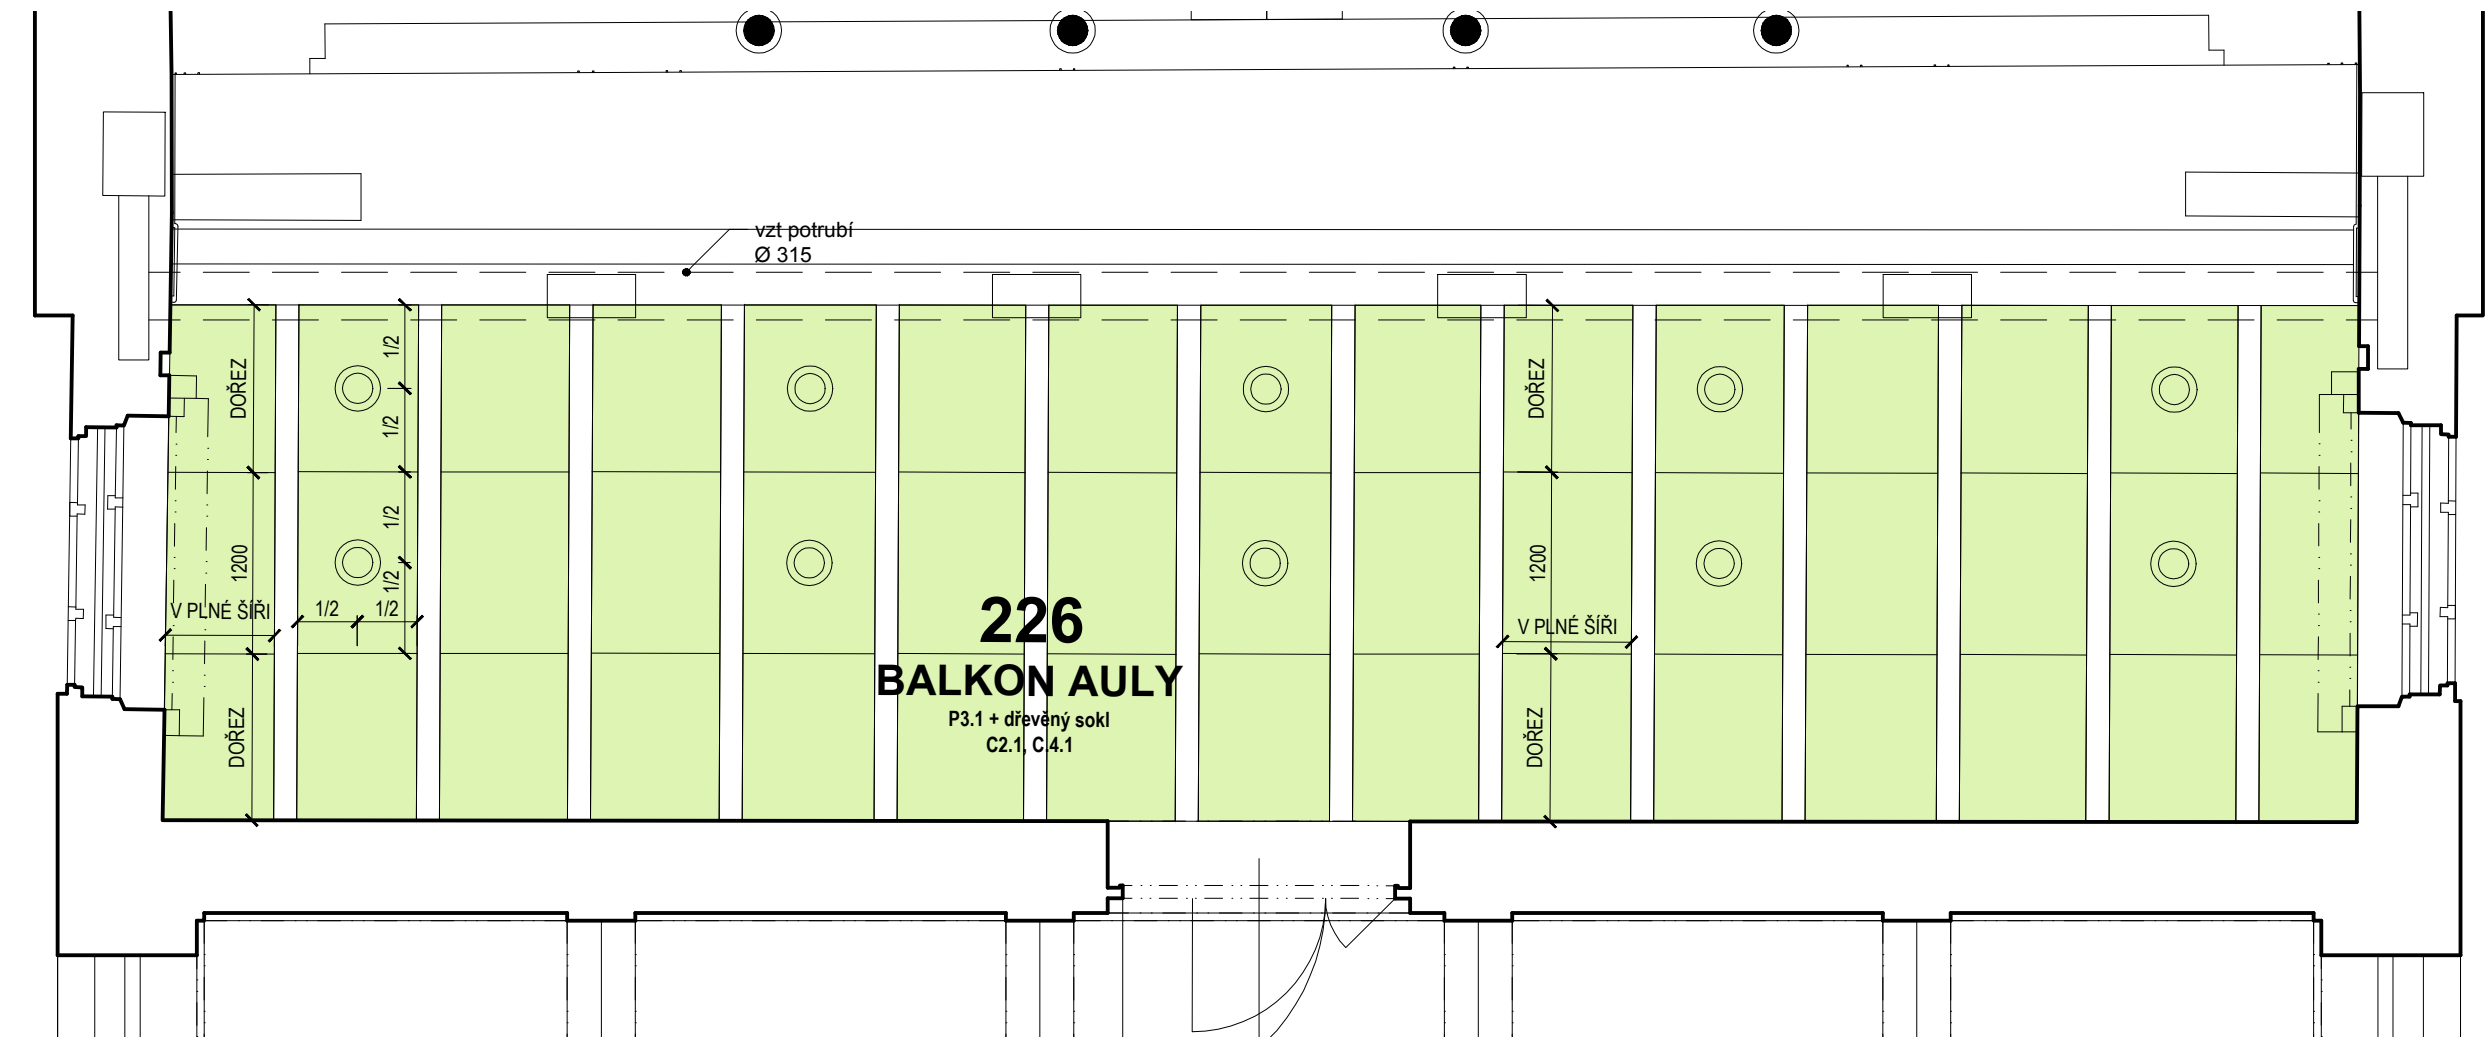 vzt potrubí
Ø 315
DOŘEZ
1/2
1/2
DOŘEZ
1200
1/2
1/2
1200
V PLNÉ ŠÍŘI
1/2
1/2
V PLNÉ ŠÍŘI
226
BALKON AULY
P3.1 + dřevěný sokl
C2.1, C.4.1
DOŘEZ
DOŘEZ